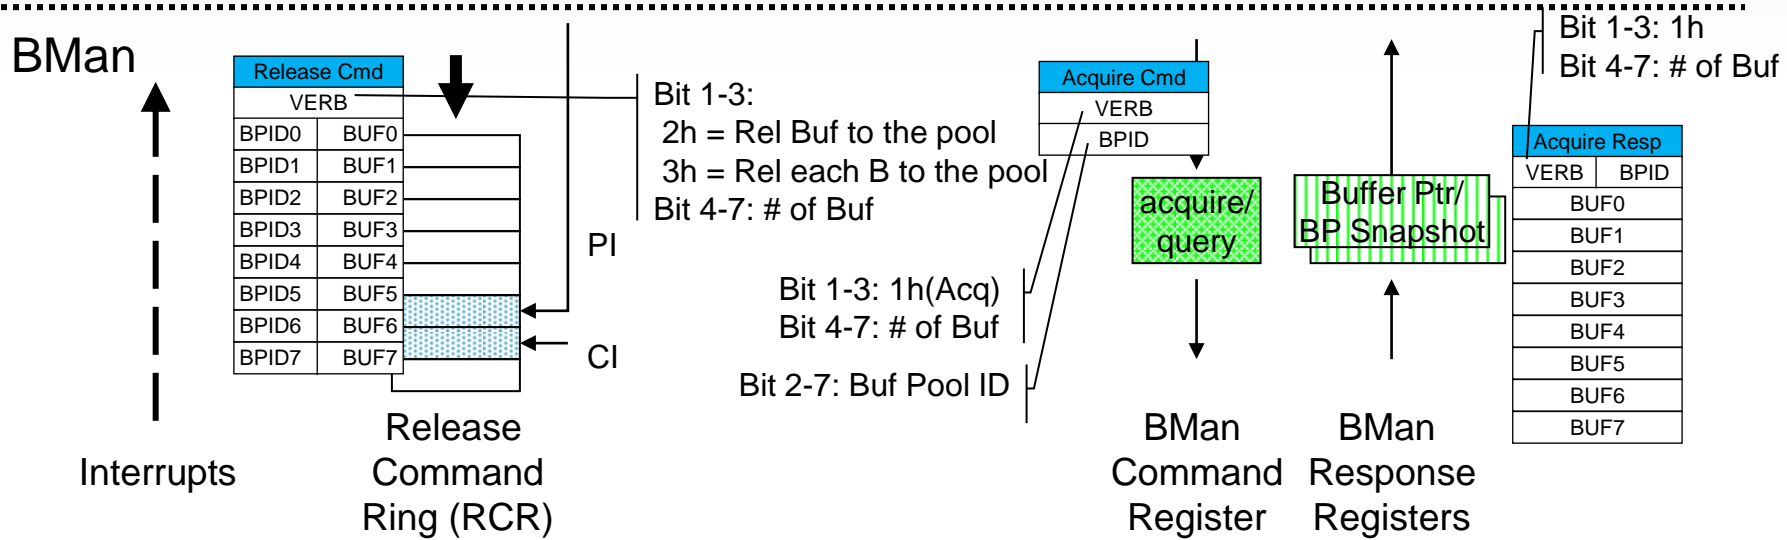 BMan
Interrupts
Release Cmd
VERB
BPID0 BUF0
BPID1 BUF1
BPID2 BUF2
BPID3 BUF3
BPID4 BUF4
BPID5 BUF5
BPID6 BUF6
BPID7 BUF7
Release
Command
Ring (RCR)
Bit 1-3:
2h = Rel Buf to the pool
3h = Rel each B to the pool
Bit 4-7: # of Buf
PI
CI
Acquire Cmd
VERB
BPID
Bit 1-3: 1h(Acq)
Bit 4-7: # of Buf
Bit 2-7: Buf Pool ID
acquire/
query
BMan
Command
Register
Buffer Ptr/
BP Snapshot
BMan
Response
Registers
Bit 1-3: 1h
Bit 4-7: # of Buf
Acquire Resp
VERB BPID
BUF0
BUF1
BUF2
BUF3
BUF4
BUF5
BUF6
BUF7